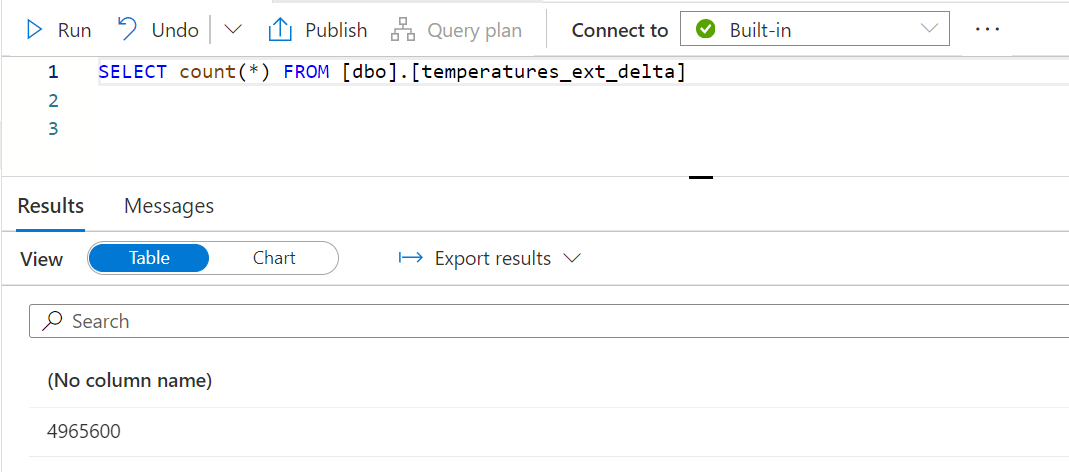 Run Undo Publish Query plan Connect to Built-in ...
1 SELECT count(*) FROM [dbo].[temperatures_ext_delta]
2
3
Results Messages
View Table Chart Export results
Search
(No column name)
4965600